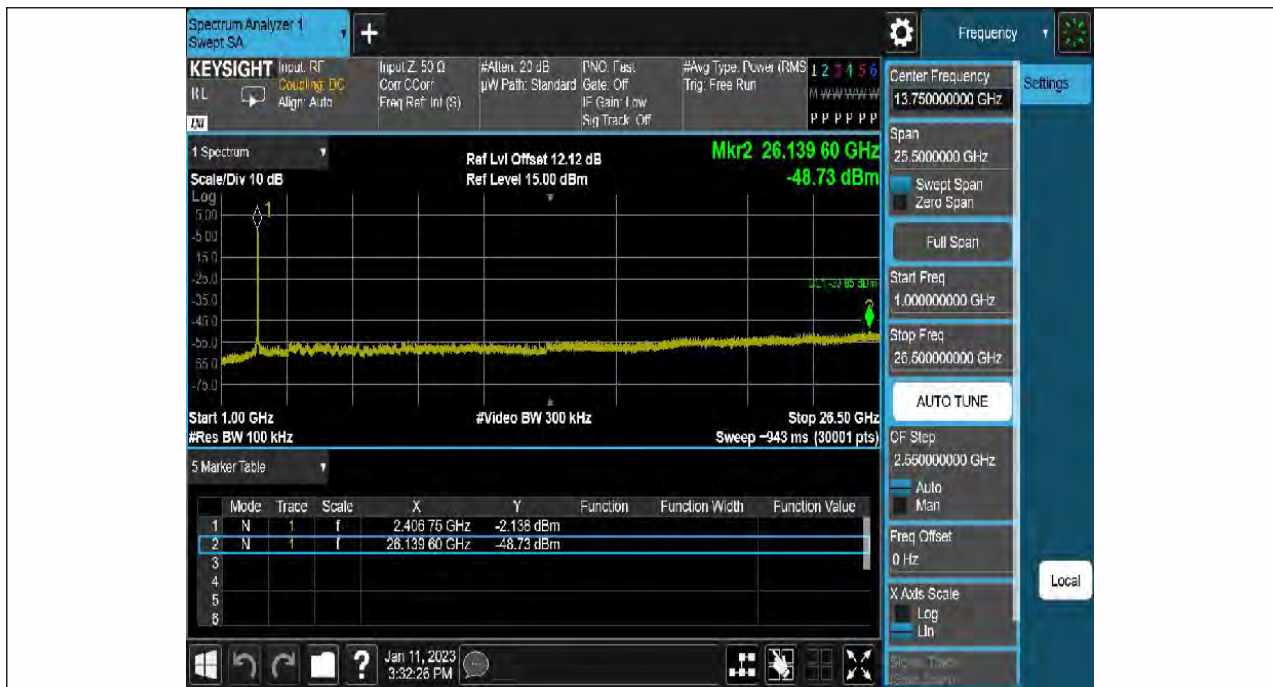 Spectrum Analyzer 1
Swept SA
+
Frequency
KEYSIGHT
Input: RF
Coupling: DC
Align: Auto
Input Z: 50 Ω
Corr CCorr
Freq Ref: Int (S)
#Atten: 20 dB
µW Path: Standard
PNO: Fast
Gate: Off
IF Gain: Low
Sig Track: Off
#Avg Type: Power (RMS
Trig: Free Run
1 2 3 4 5 6
M W W W W W
P P P P P P
RL
LXI
1 Spectrum
Scale/Div 10 dB
Ref Lvl Offset 12.12 dB
Ref Level 15.00 dBm
Mkr2 26.139 60 GHz
-48.73 dBm
Log
5.00
-5.00
-15.0
-25.0
-35.0
-45.0
-55.0
-65.0
-75.0
1
2
Start 1.00 GHz
#Res BW 100 kHz
#Video BW 300 kHz
Stop 26.50 GHz
Sweep ~943 ms (30001 pts)
5 Marker Table
Mode Trace Scale X Y Function Function Width Function Value
1 N 1 f 2.406 75 GHz -2.138 dBm
2 N 1 f 26.139 60 GHz -48.73 dBm
3
4
5
6
Jan 11, 2023
3:32:26 PM
?
Center Frequency
13.750000000 GHz
Settings
Span
25.5000000 GHz
Swept Span
Zero Span
Full Span
Start Freq
1.000000000 GHz
Stop Freq
26.500000000 GHz
AUTO TUNE
CF Step
2.550000000 GHz
Auto
Man
Freq Offset
0 Hz
X Axis Scale
Log
Lin
Local